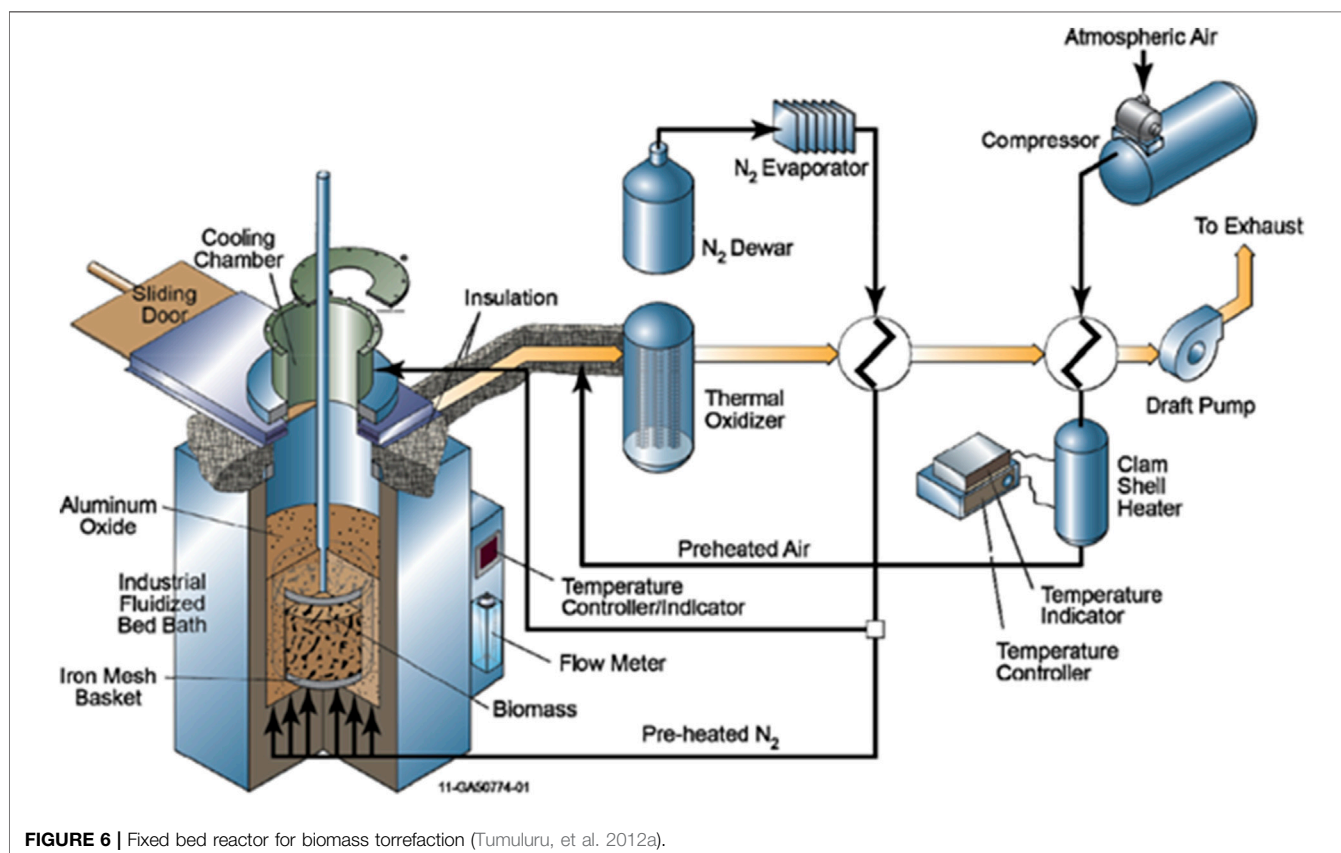 Atmospheric Air
Compressor
N₂ Evaporator
N₂ Dewar
To Exhaust
Cooling
Chamber
Sliding
Door
Insulation
Thermal
Oxidizer
Draft Pump
Clam
Shell
Heater
Aluminum
Oxide
Preheated Air
Industrial
Fluidized
Bed Bath
Temperature
Controller/Indicator
Temperature
Indicator
Temperature
Controller
Flow Meter
Iron Mesh
Basket
Biomass
Pre-heated N₂
11-GA50774-01
FIGURE 6 | Fixed bed reactor for biomass torrefaction (Tumuluru, et al. 2012a).